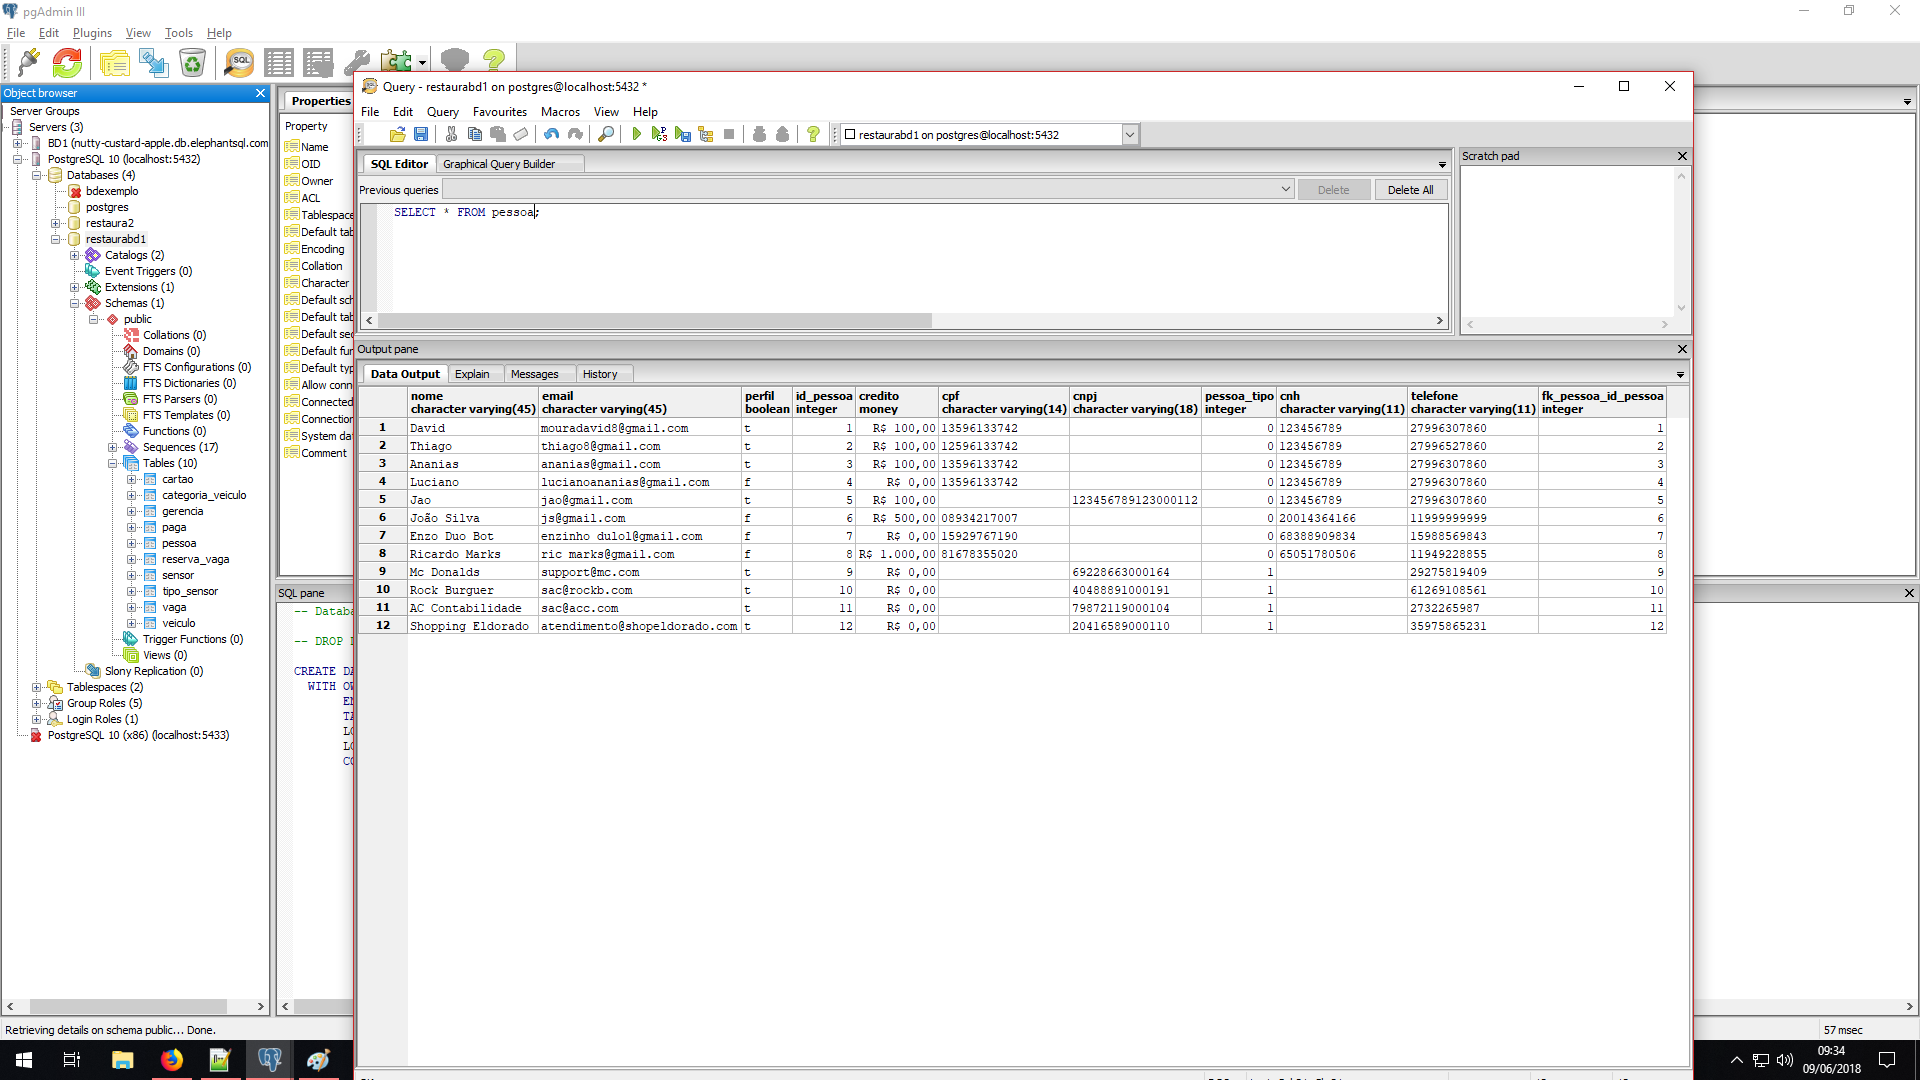 pgAdmin III
File Edit Plugins View Tools Help
SQL
Object browser
Server Groups
Servers (3)
BD1 (nutty-custard-apple.db.elephantsql.com
PostgreSQL 10 (localhost:5432)
Databases (4)
bdexemplo
postgres
restaura2
restaurabd1
Catalogs (2)
Event Triggers (0)
Extensions (1)
Schemas (1)
public
Collations (0)
Domains (0)
FTS Configurations (0)
FTS Dictionaries (0)
FTS Parsers (0)
FTS Templates (0)
Functions (0)
Sequences (17)
Tables (10)
cartao
categoria_veiculo
gerencia
paga
pessoa
reserva_vaga
sensor
tipo_sensor
vaga
veiculo
Trigger Functions (0)
Views (0)
Slony Replication (0)
Tablespaces (2)
Group Roles (5)
Login Roles (1)
PostgreSQL 10 (x86) (localhost:5433)
Properties
Property
Name
OID
Owner
ACL
Tablespace
Default tab
Encoding
Collation
Character
Default sch
Default tab
Default sec
Default fur
Default typ
Allow conn
Connected
Connection
System dat
Comment
SQL pane
-- Databa
-- DROP D
CREATE DA
WITH OW
EN
TA
LC
LC
CO
Query - restaurabd1 on postgres@localhost:5432 *
File Edit Query Favourites Macros View Help
restaurabd1 on postgres@localhost:5432
SQL Editor Graphical Query Builder
Previous queries Delete Delete All
SELECT * FROM pessoa;
Scratch pad
Output pane
Data Output Explain Messages History
nome email perfil id_pessoa credito cpf cnpj pessoa_tipo cnh telefone fk_pessoa_id_pessoa
character varying(45) character varying(45) boolean integer money character varying(14) character varying(18) integer character varying(11) character varying(11) integer
1 David mouradavid8@gmail.com t 1 R$ 100,00 13596133742 0 123456789 27996307860 1
2 Thiago thiago8@gmail.com t 2 R$ 100,00 12596133742 0 123456789 27996527860 2
3 Ananias ananias@gmail.com t 3 R$ 100,00 13596133742 0 123456789 27996307860 3
4 Luciano lucianoananias@gmail.com f 4 R$ 0,00 13596133742 0 123456789 27996307860 4
5 Jao jao@gmail.com t 5 R$ 100,00 123456789123000112 0 123456789 27996307860 5
6 João Silva js@gmail.com f 6 R$ 500,00 08934217007 0 20014364166 11999999999 6
7 Enzo Duo Bot enzinho_dulol@gmail.com f 7 R$ 0,00 15929767190 0 68388909834 15988569843 7
8 Ricardo Marks ric_marks@gmail.com f 8 R$ 1.000,00 81678355020 0 65051780506 11949228855 8
9 Mc Donalds support@mc.com t 9 R$ 0,00 69228663000164 1 29275819409 9
10 Rock Burguer sac@rockb.com t 10 R$ 0,00 40488891000191 1 61269108561 10
11 AC Contabilidade sac@acc.com t 11 R$ 0,00 79872119000104 1 2732265987 11
12 Shopping Eldorado atendimento@shopeldorado.com t 12 R$ 0,00 20416589000110 1 35975865231 12
Retrieving details on schema public... Done.
57 msec
09:34
09/06/2018